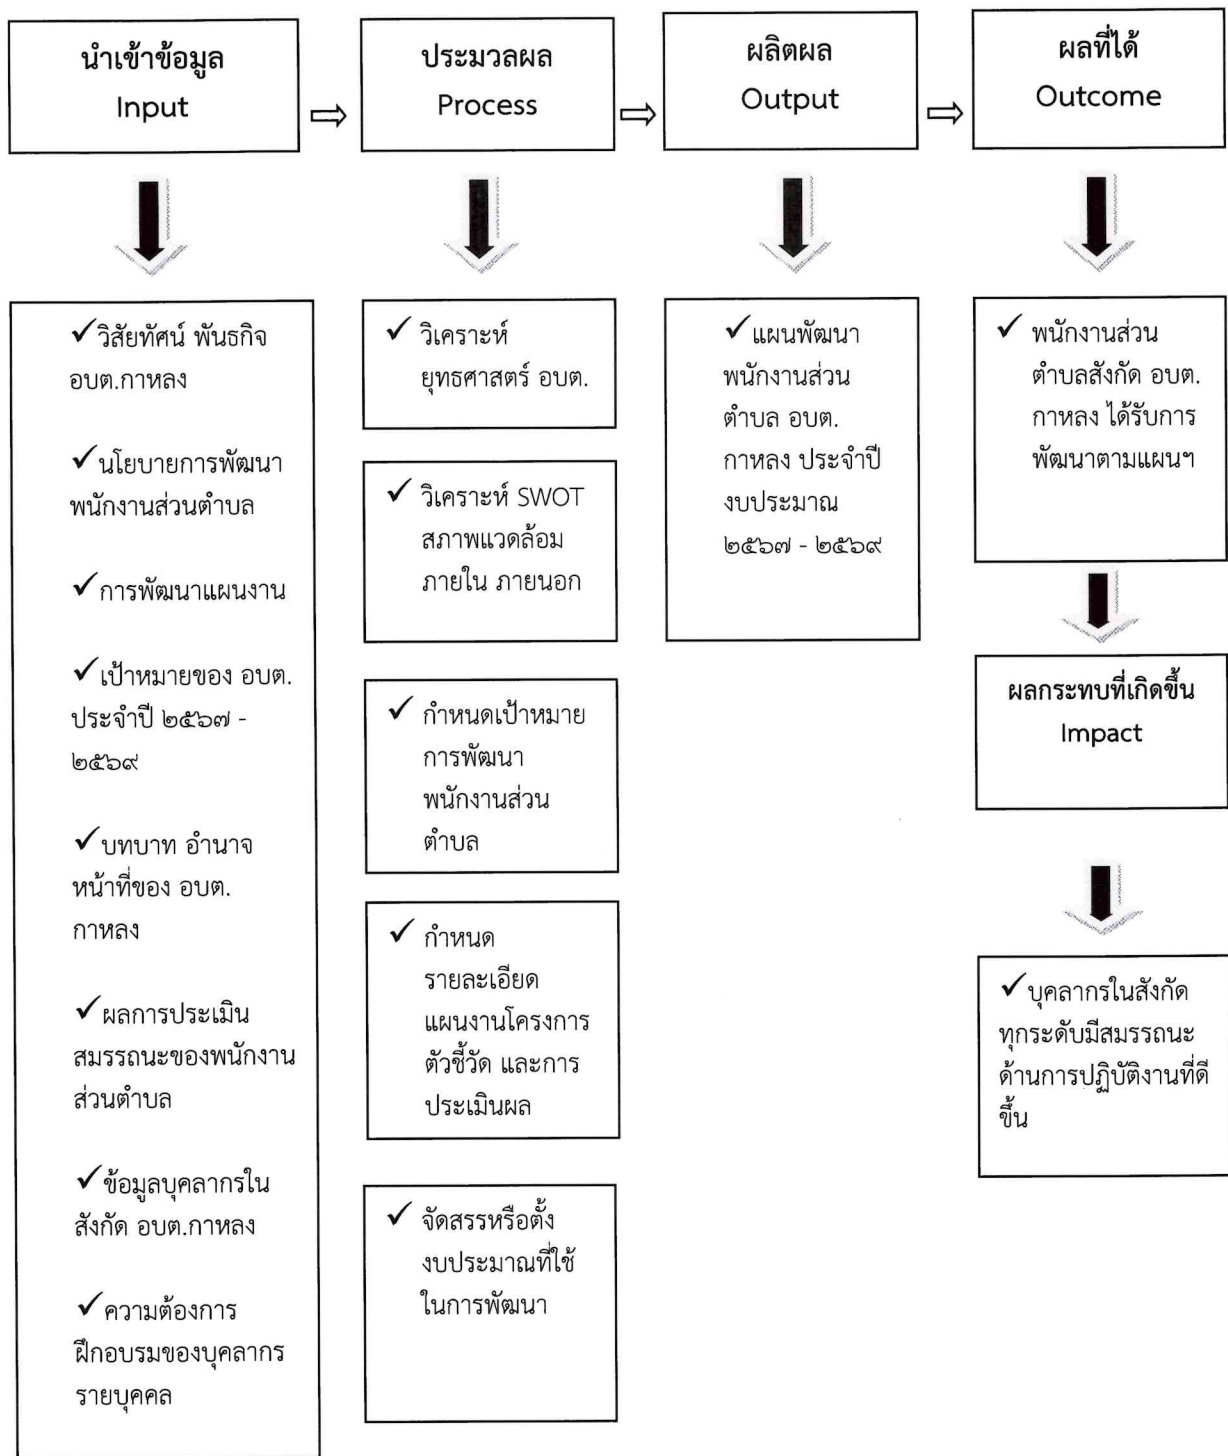 นำเข้าข้อมูล
Input
ประมวลผล
Process
ผลิตผล
Output
ผลที่ได้
Outcome
✓วิสัยทัศน์ พันธกิจ
อบต.กาหลง
✓นโยบายการพัฒนา
พนักงานส่วนตำบล
✓การพัฒนาแผนงาน
✓เป้าหมายของ อบต.
ประจำปี ๒๕๖๗ -
๒๕๖๙
✓บทบาท อำนาจ
หน้าที่ของ อบต.
กาหลง
✓ผลการประเมิน
สมรรถนะของพนักงาน
ส่วนตำบล
✓ข้อมูลบุคลากรใน
สังกัด อบต.กาหลง
✓ความต้องการ
ฝึกอบรมของบุคลากร
รายบุคคล
✓ วิเคราะห์
ยุทธศาสตร์ อบต.
✓ วิเคราะห์ SWOT
สภาพแวดล้อม
ภายใน ภายนอก
✓ กำหนดเป้าหมาย
การพัฒนา
พนักงานส่วน
ตำบล
✓ กำหนด
รายละเอียด
แผนงานโครงการ
ตัวชี้วัด และการ
ประเมินผล
✓ จัดสรรหรือตั้ง
งบประมาณที่ใช้
ในการพัฒนา
✓แผนพัฒนา
พนักงานส่วน
ตำบล อบต.
กาหลง ประจำปี
งบประมาณ
๒๕๖๗ - ๒๕๖๙
✓ พนักงานส่วน
ตำบลสังกัด อบต.
กาหลง ได้รับการ
พัฒนาตามแผนฯ
ผลกระทบที่เกิดขึ้น
Impact
✓บุคลากรในสังกัด
ทุกระดับมีสมรรถนะ
ด้านการปฏิบัติงานที่ดี
ขึ้น